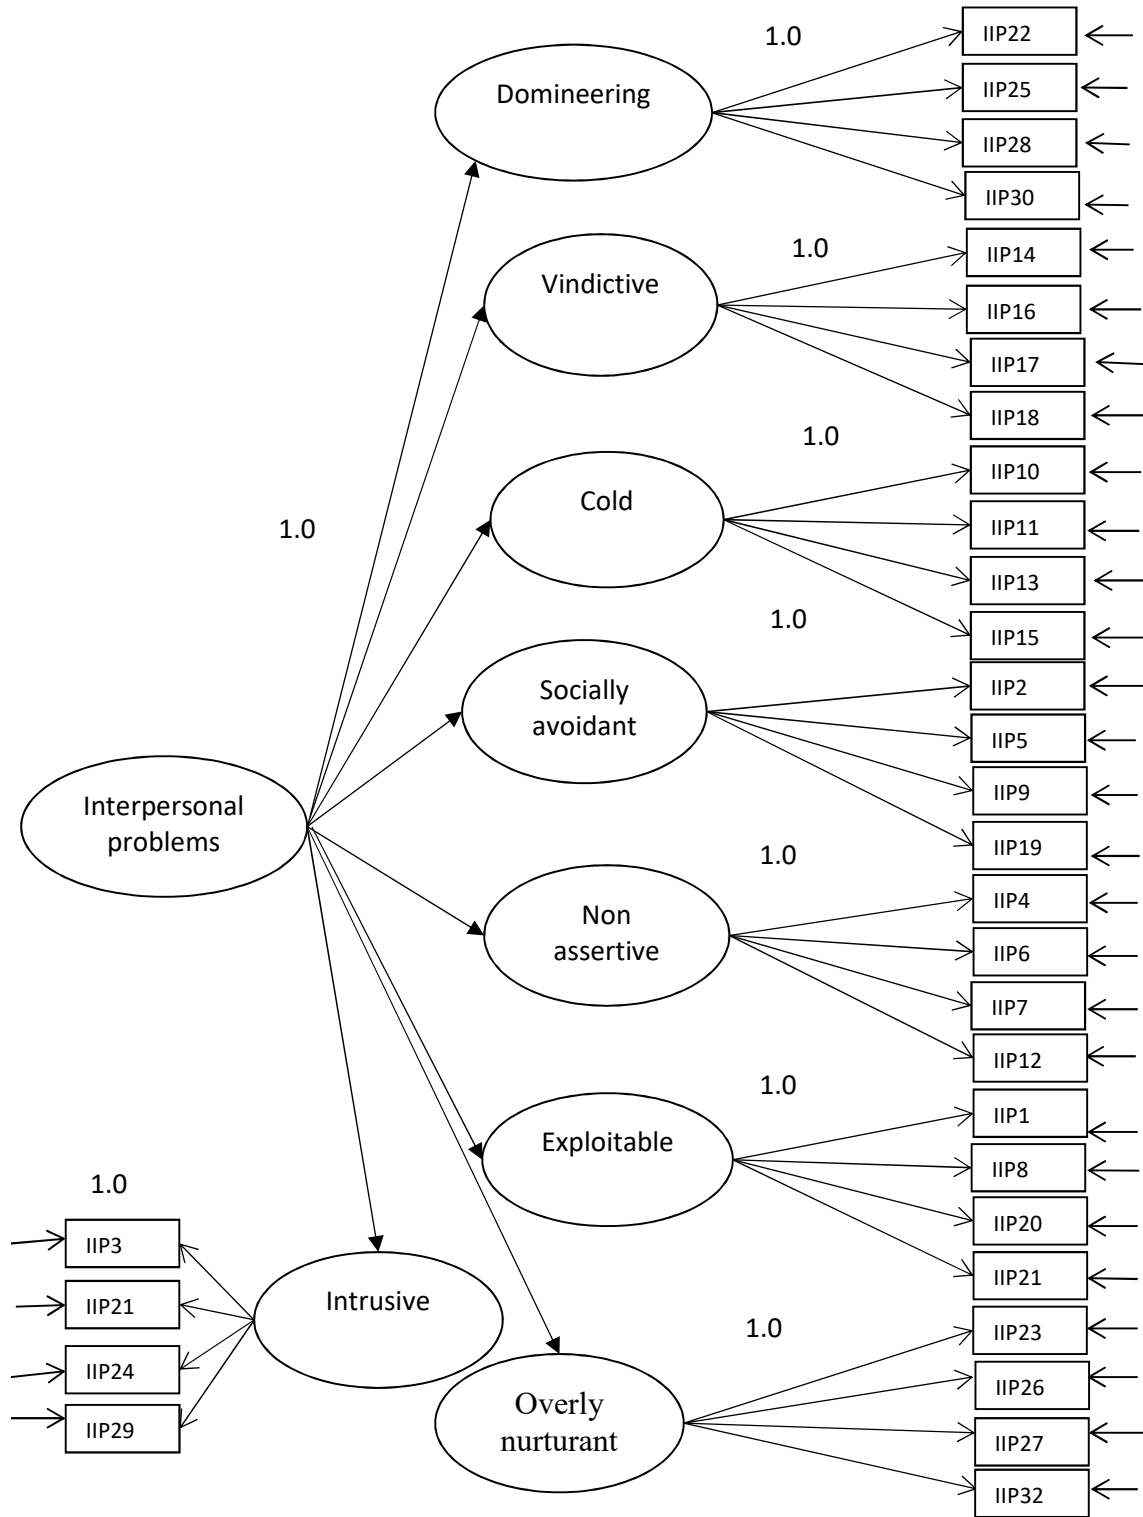 1.0
IIP22
Domineering
IIP25
IIP28
IIP30
1.0
IIP14
Vindictive
IIP16
IIP17
IIP18
1.0
IIP10
Cold
IIP11
1.0
IIP13
1.0
IIP15
Socially
avoidant
IIP2
IIP5
IIP9
IIP19
Interpersonal
problems
1.0
IIP4
Non
assertive
IIP6
IIP7
IIP12
1.0
IIP1
Exploitable
IIP8
IIP20
IIP21
1.0
IIP3
IIP21
IIP24
IIP29
Intrusive
1.0
IIP23
Overly
nurturant
IIP26
IIP27
IIP32